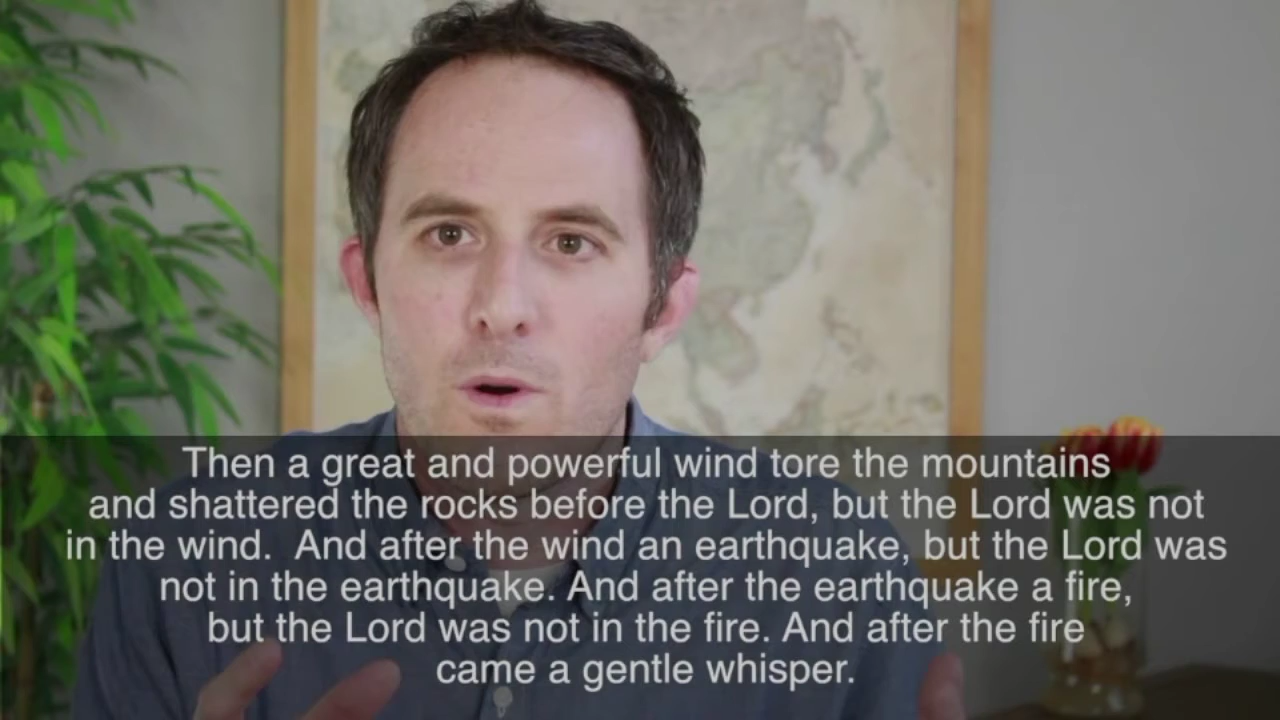 Then a great and powerful wind tore the mountains
and shattered the rocks before the Lord, but the Lord was not
in the wind.  And after the wind an earthquake, but the Lord was
not in the earthquake. And after the earthquake a fire,
but the Lord was not in the fire. And after the fire
came a gentle whisper.